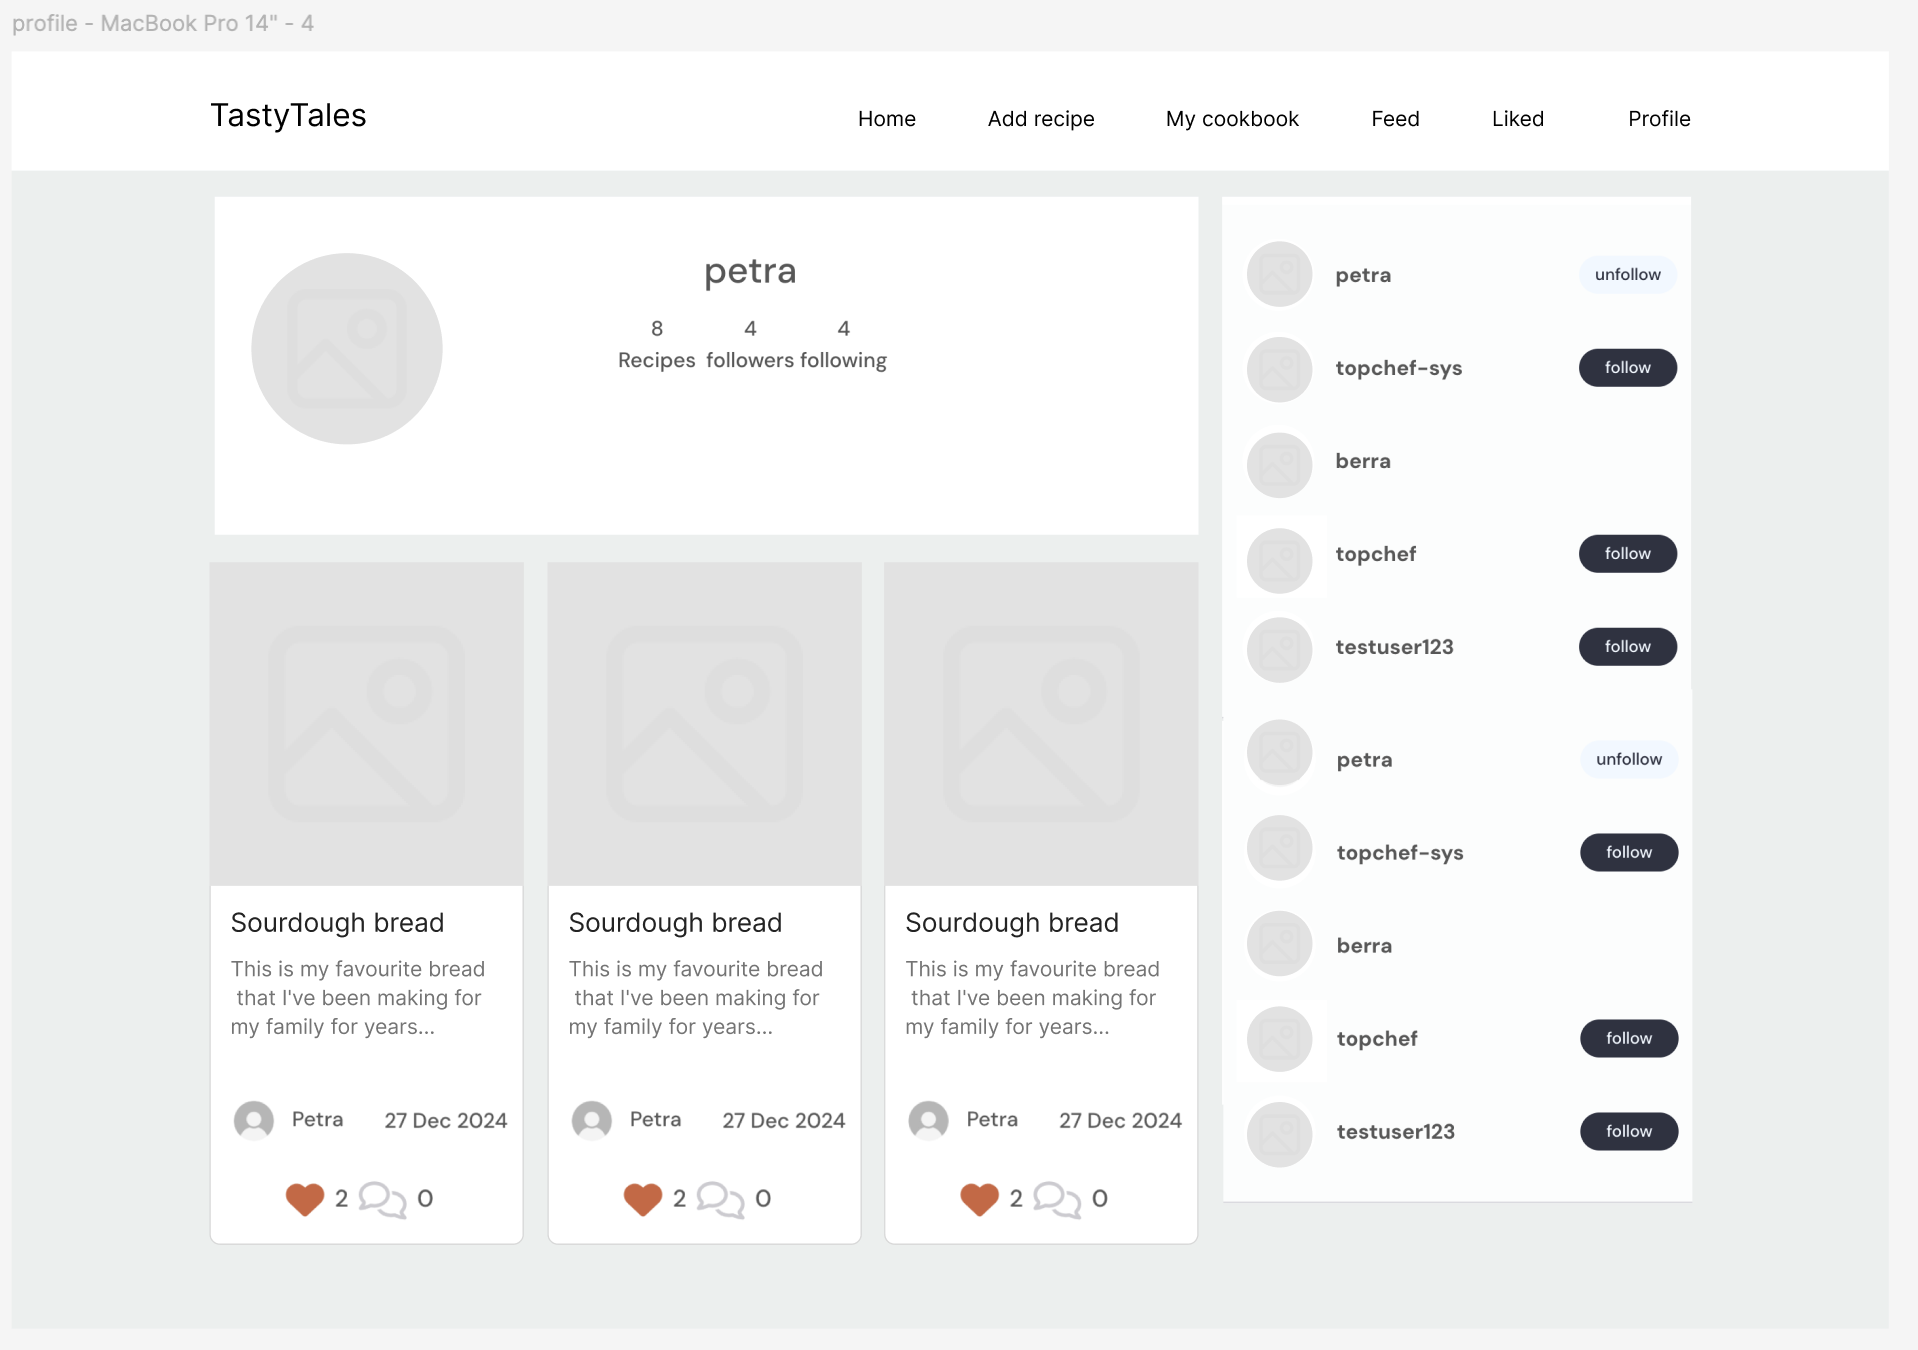 profile - MacBook Pro 14" - 4
TastyTales
Home Add recipe My cookbook Feed Liked Profile
petra
8 4 4
Recipes followers following
Sourdough bread
This is my favourite bread
that I've been making for
my family for years...
Petra 27 Dec 2024
2 0
Sourdough bread
This is my favourite bread
that I've been making for
my family for years...
Petra 27 Dec 2024
2 0
Sourdough bread
This is my favourite bread
that I've been making for
my family for years...
Petra 27 Dec 2024
2 0
petra unfollow
topchef-sys follow
berra
topchef follow
testuser123 follow
petra unfollow
topchef-sys follow
berra
topchef follow
testuser123 follow